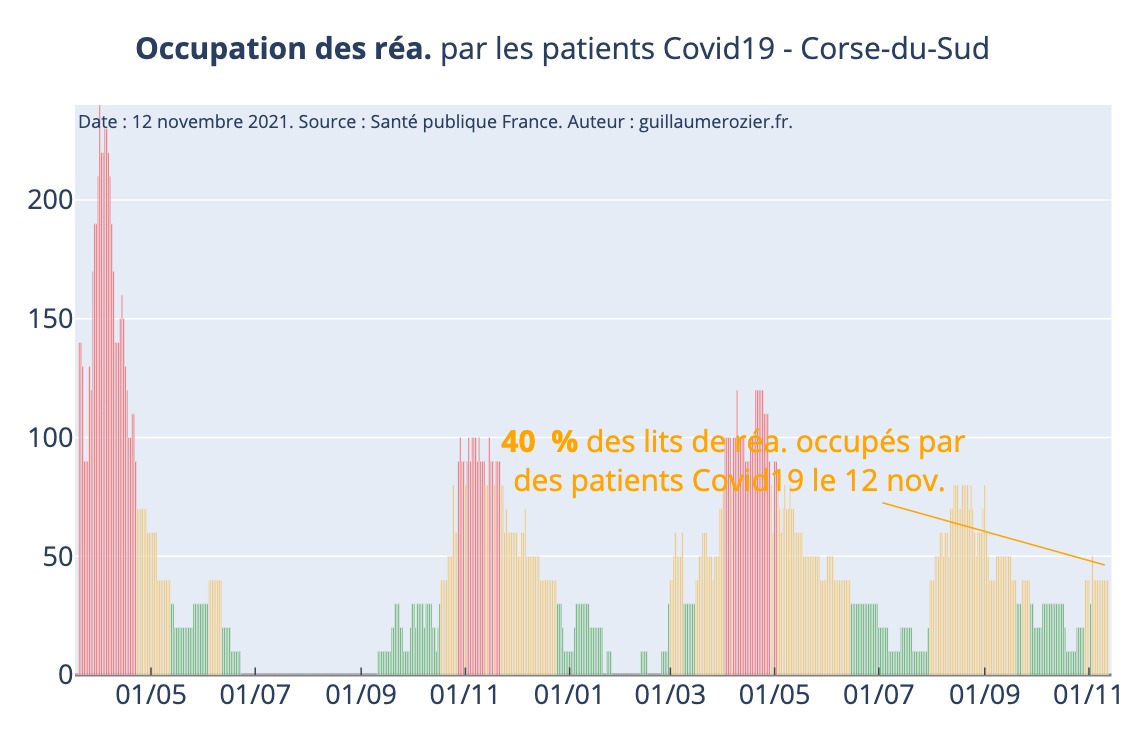 Occupation des réa. par les patients Covid19 - Corse-du-Sud
Date : 12 novembre 2021. Source : Santé publique France. Auteur : guillaumerozier.fr.
200
150
100
50
0
40 % des lits de réa. occupés par
des patients Covid19 le 12 nov.
01/05 01/07 01/09 01/11 01/01 01/03 01/05 01/07 01/09 01/11